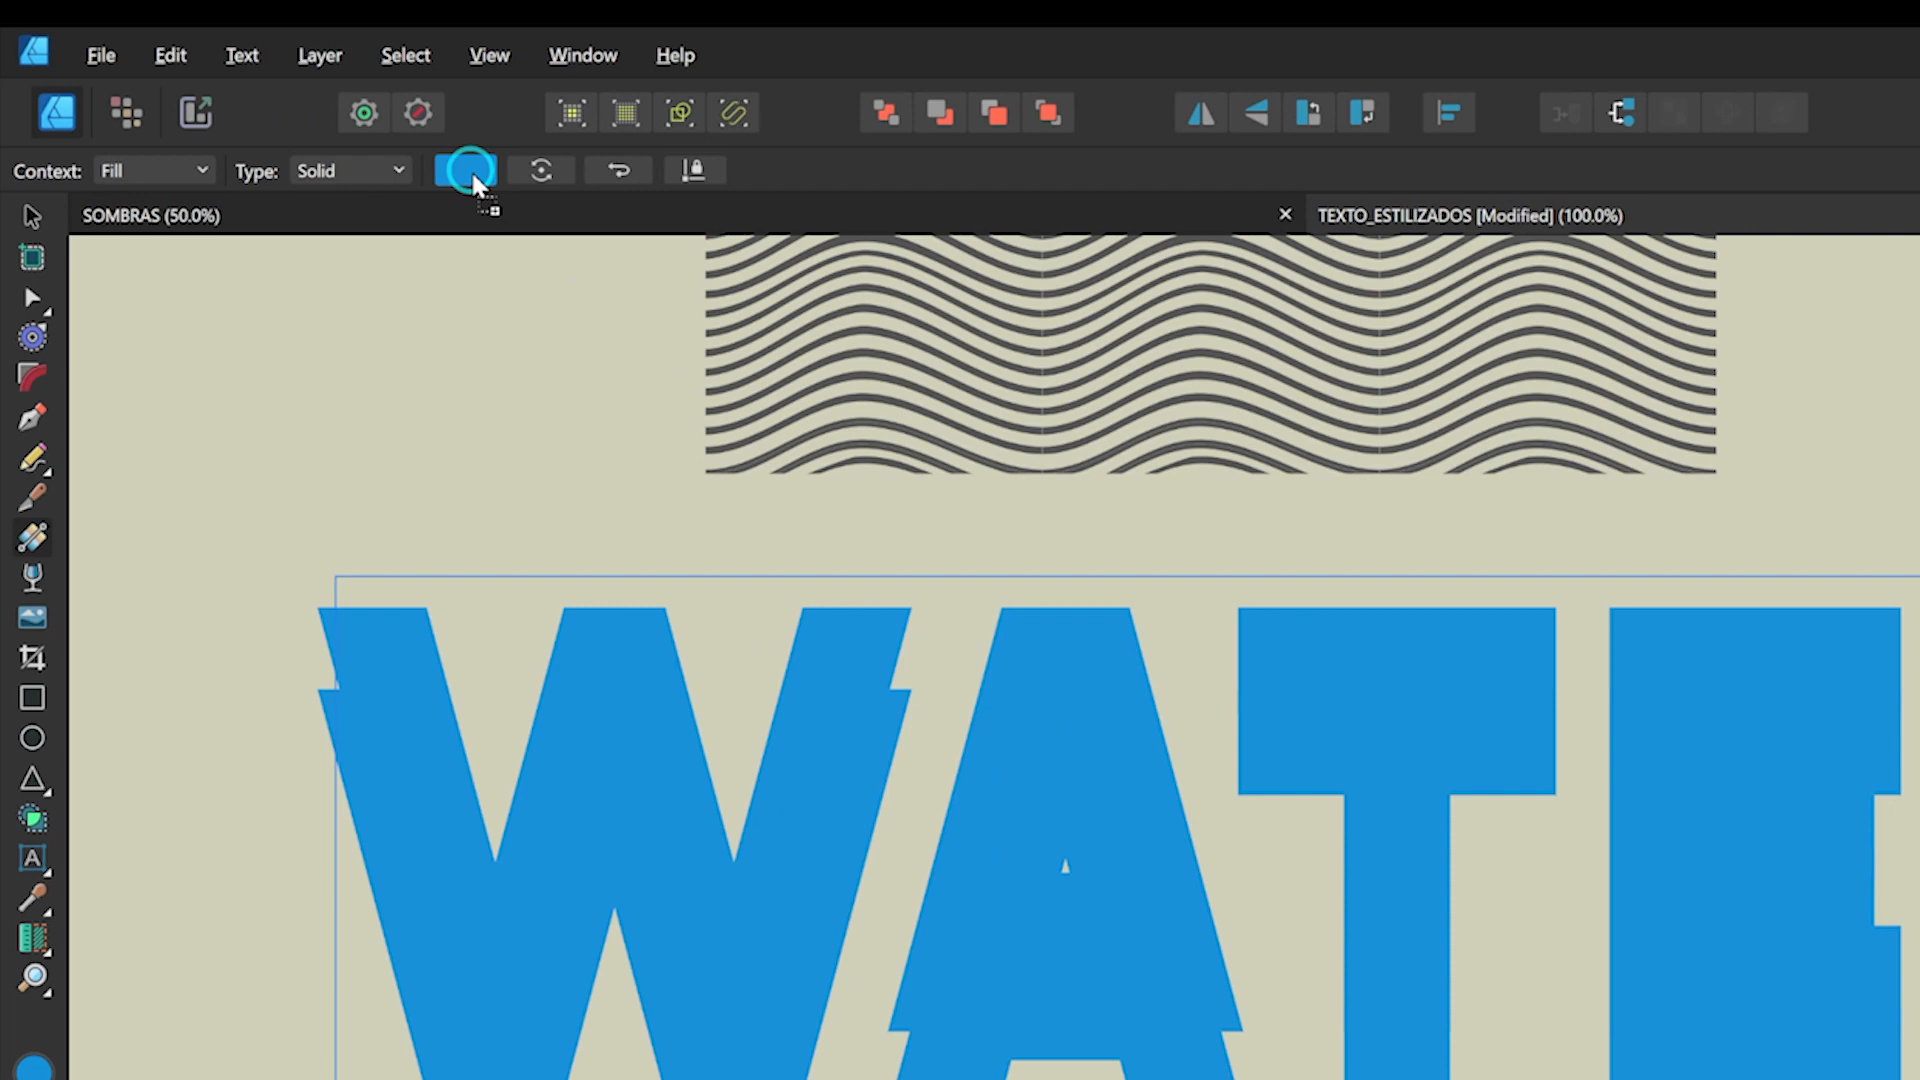 File Edit Text Layer Select View Window Help
Context: Fill Type: Solid
SOMBRAS (50.0%) TEXTO_ESTILIZADOS [Modified] (100.0%)
WATE